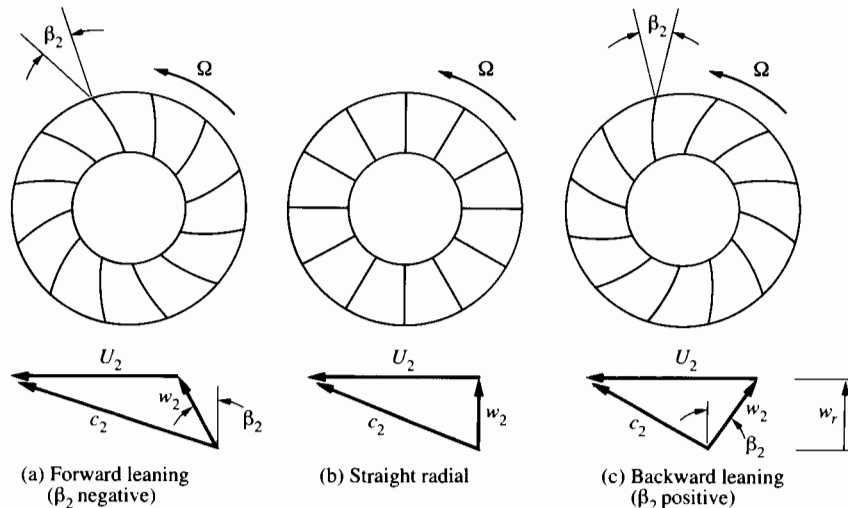 β₂
Ω
Ω
β₂
Ω
U₂
w₂
β₂
c₂
U₂
w₂
c₂
U₂
w₂
β₂
c₂
wᵣ
(a) Forward leaning
(β₂ negative)
(b) Straight radial
(c) Backward leaning
(β₂ positive)